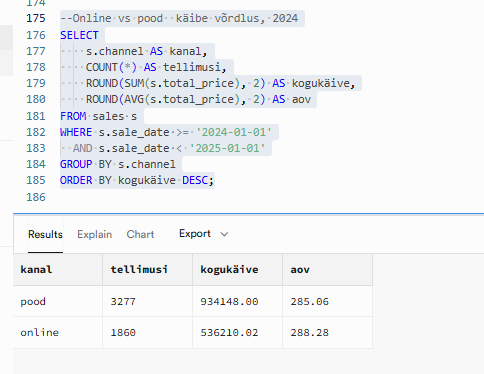 174
175 --Online vs pood  käibe võrdlus, 2024
176 SELECT
177     s.channel AS kanal,
178     COUNT(*) AS tellimusi,
179     ROUND(SUM(s.total_price), 2) AS kogukäive,
180     ROUND(AVG(s.total_price), 2) AS aov
181 FROM sales s
182 WHERE s.sale_date >= '2024-01-01'
183   AND s.sale_date < '2025-01-01'
184 GROUP BY s.channel
185 ORDER BY kogukäive DESC;
186
Results Explain Chart Export
kanal tellimusi kogukäive aov
pood 3277 934148.00 285.06
online 1860 536210.02 288.28